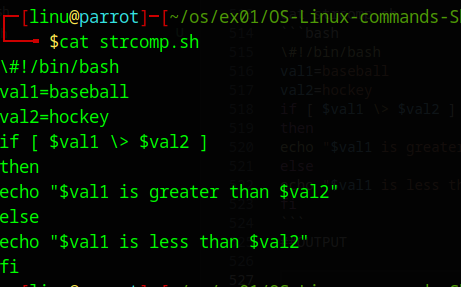 ┌─[linu@parrot]─[~/os/ex01/OS-Linux-commands-S
└──╼ $cat strcomp.sh
\#!/bin/bash
val1=baseball
val2=hockey
if [ $val1 \> $val2 ]
then
echo "$val1 is greater than $val2"
else
echo "$val1 is less than $val2"
fi